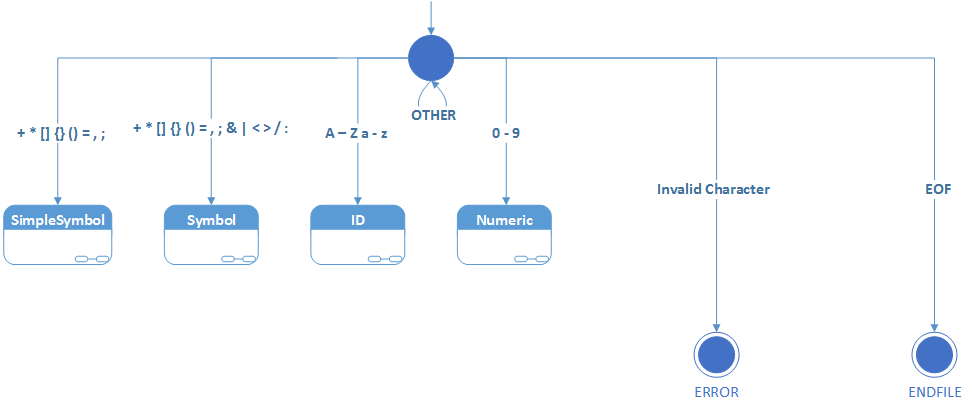 OTHER
+ * [] {} () = , ;
+ * [] {} () = , ; & | < > / :
A – Z a - z
0 - 9
Invalid Character
EOF
SimpleSymbol
Symbol
ID
Numeric
ERROR
ENDFILE